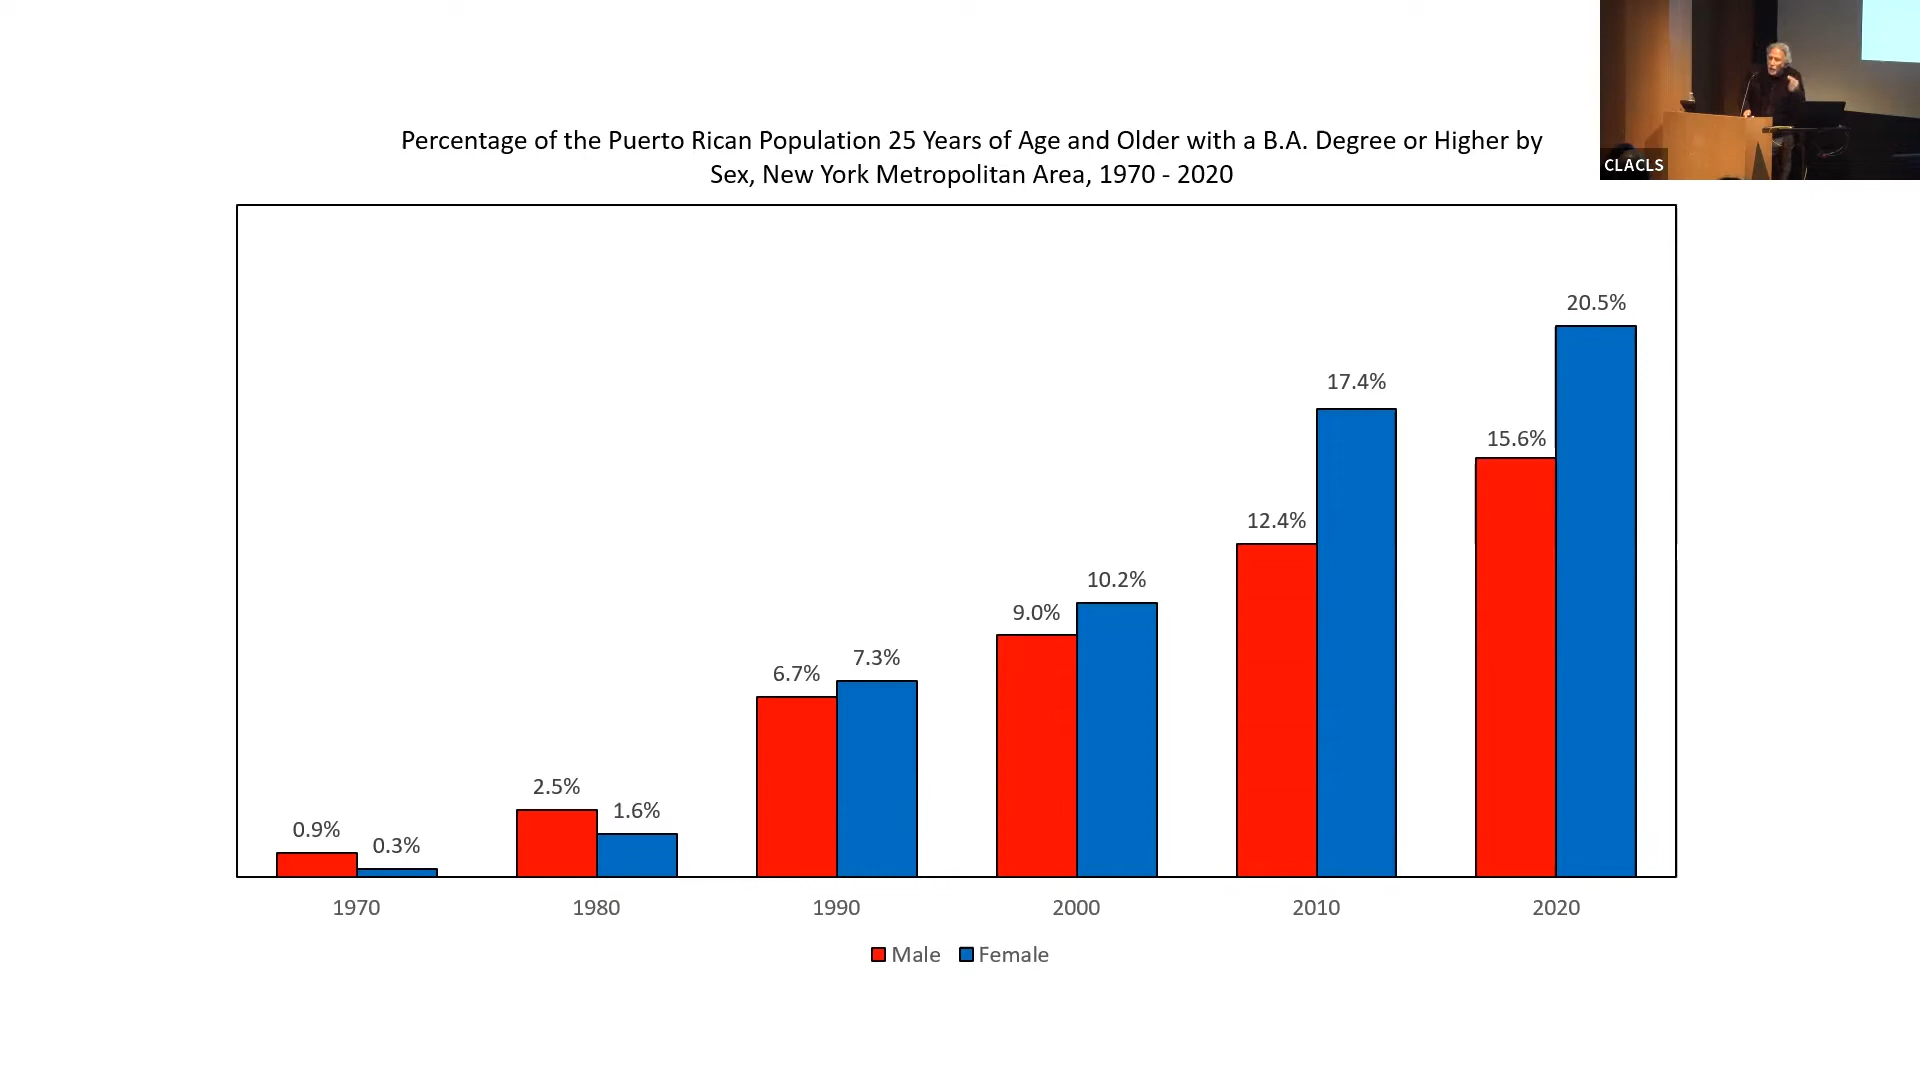 Percentage of the Puerto Rican Population 25 Years of Age and Older with a B.A. Degree or Higher by
Sex, New York Metropolitan Area, 1970 - 2020
CLACLS
20.5%
17.4%
15.6%
12.4%
10.2%
9.0%
7.3%
6.7%
2.5%
1.6%
0.9%
0.3%
1970 1980 1990 2000 2010 2020
Male Female